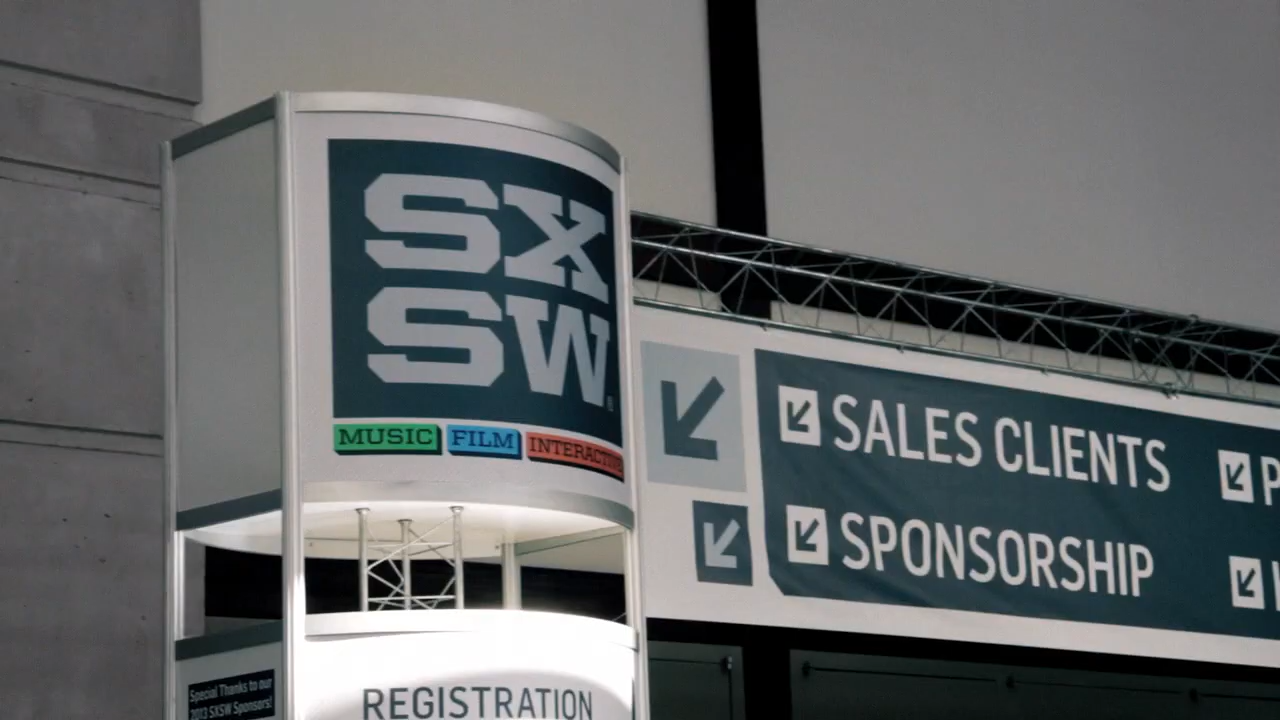 SX
SW
MUSIC FILM INTERACTIVE
SALES CLIENTS
SPONSORSHIP
REGISTRATION
Special Thanks to our
2013 SXSW Sponsors!